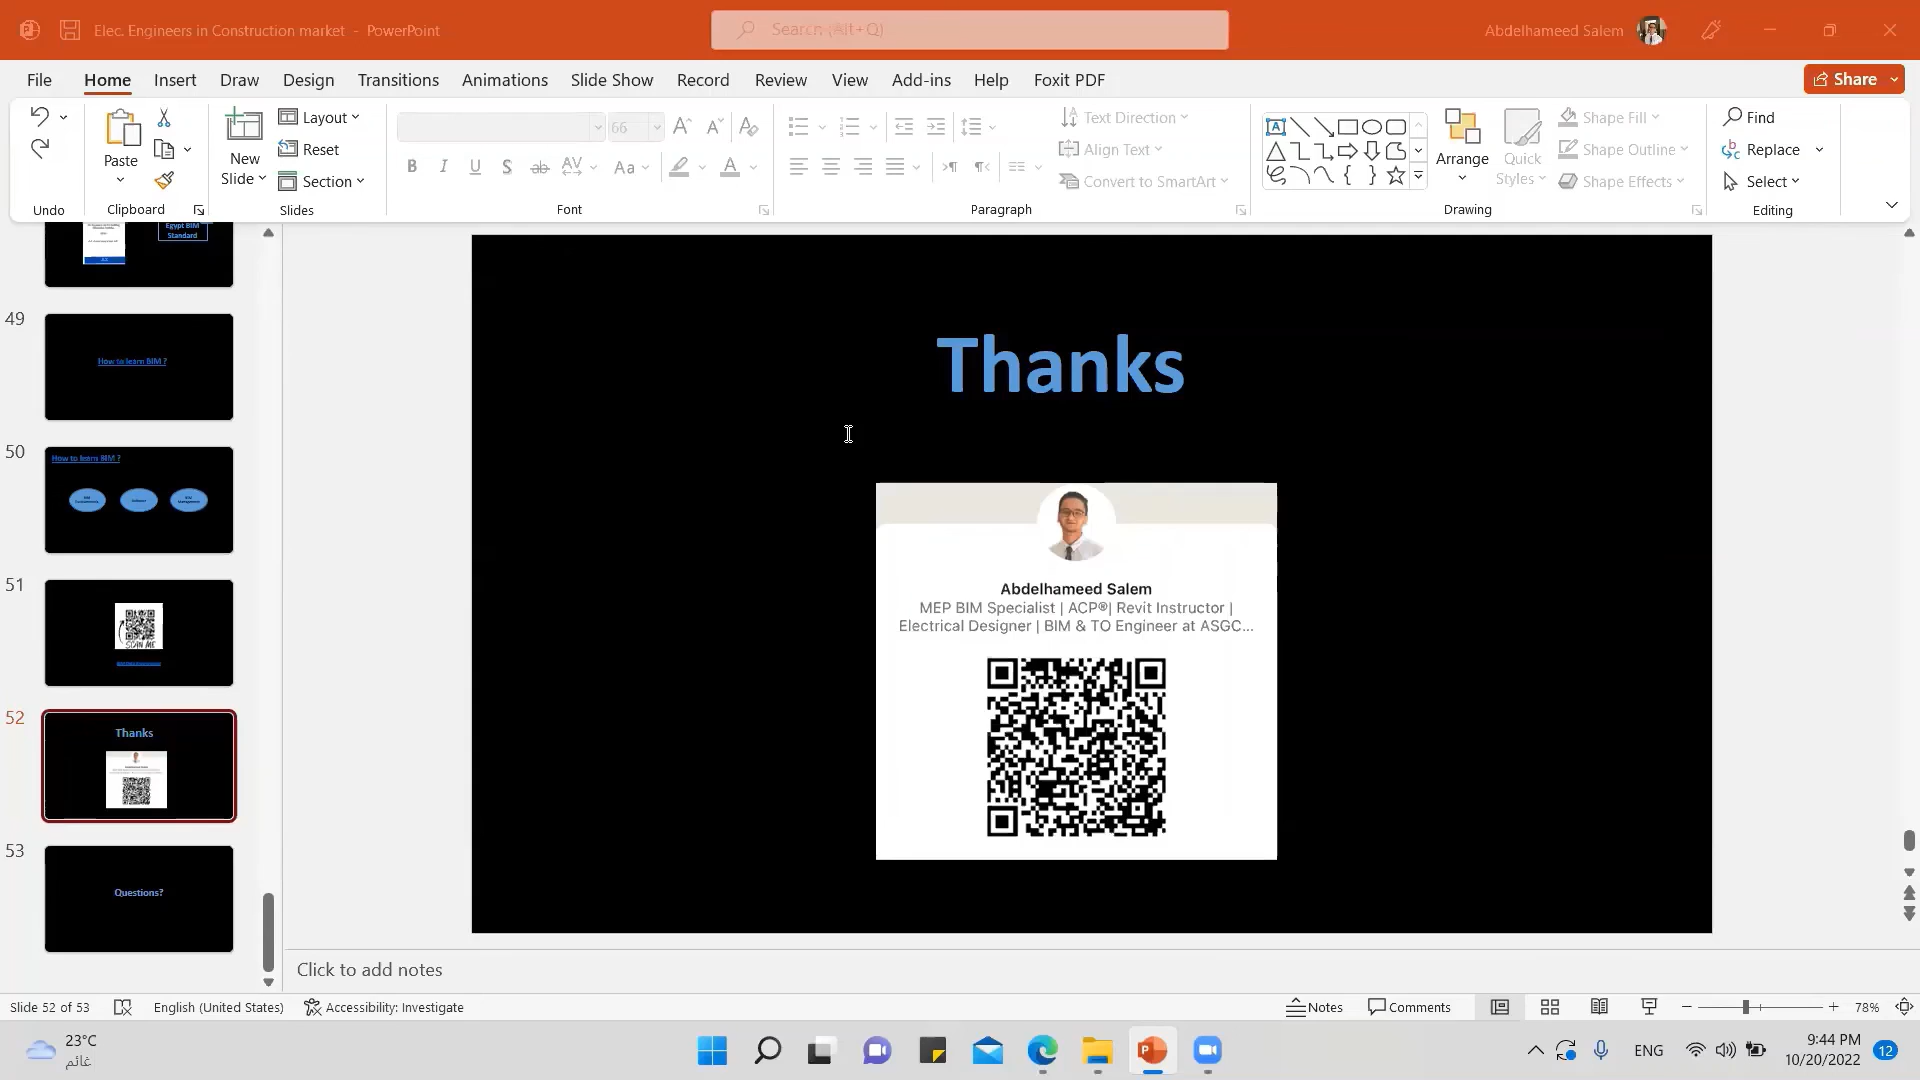 Elec. Engineers in Construction market - PowerPoint
Search (Alt+Q)
Abdelhameed Salem
File Home Insert Draw Design Transitions Animations Slide Show Record Review View Add-ins Help Foxit PDF
Share
Undo
Paste
Clipboard
New Slide
Layout
Reset
Section
Slides
66
Font
Text Direction
Align Text
Convert to SmartArt
Paragraph
Arrange
Quick Styles
Shape Fill
Shape Outline
Shape Effects
Drawing
Find
Replace
Select
Editing
Egypt BIM
Standard
49
How to learn BIM ?
50
How to learn BIM ?
51
SCAN ME
52
Thanks
53
Questions?
Thanks
Abdelhameed Salem
MEP BIM Specialist | ACP®| Revit Instructor |
Electrical Designer | BIM & TO Engineer at ASGC...
Click to add notes
Slide 52 of 53
English (United States)
Accessibility: Investigate
Notes
Comments
78%
23°C
غائم
ENG
9:44 PM
10/20/2022
12